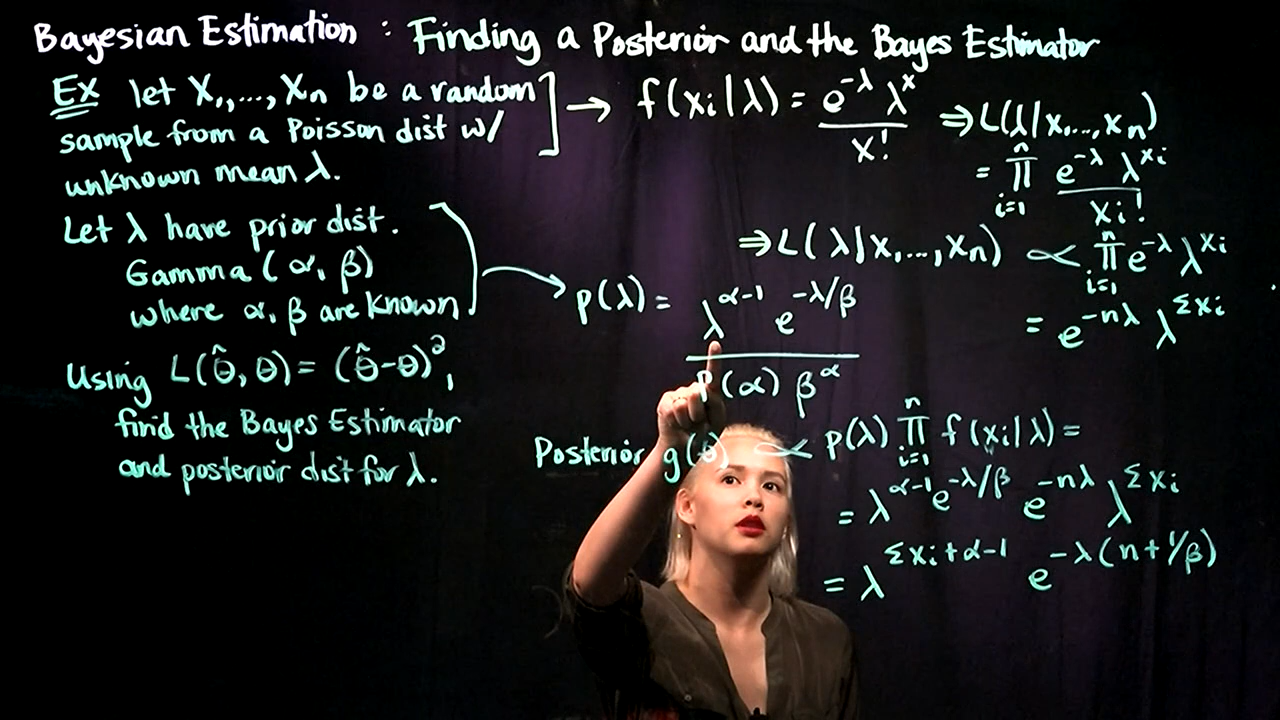 Bayesian Estimation : Finding a Posterior and the Bayes Estimator
Ex let X₁,...,Xₙ be a random
sample from a Poisson dist w/
unknown mean λ.
Let λ have prior dist.
Gamma (α, β)
where α, β are known
Using L(θ̂, θ) = (θ̂-θ)²,
find the Bayes Estimator
and posterior dist for λ.
→ f(xᵢ|λ) = e^{-λ} λ^x / x!
⇒ L(λ|x₁,...,xₙ)
= ∏_{i=1}^{n} e^{-λ} λ^{xᵢ} / xᵢ!
⇒ L(λ|x₁,...,xₙ) ∝ ∏_{i=1}^{n} e^{-λ} λ^{xᵢ}
= e^{-nλ} λ^{Σxᵢ}
→ p(λ) = λ^{α-1} e^{-λ/β} / Γ(α) β^α
Posterior g(θ) ∝ p(λ) ∏_{i=1}^{n} f(xᵢ|λ) =
= λ^{α-1} e^{-λ/β} e^{-nλ} λ^{Σxᵢ}
= λ^{Σxᵢ+α-1} e^{-λ(n+1/β)}